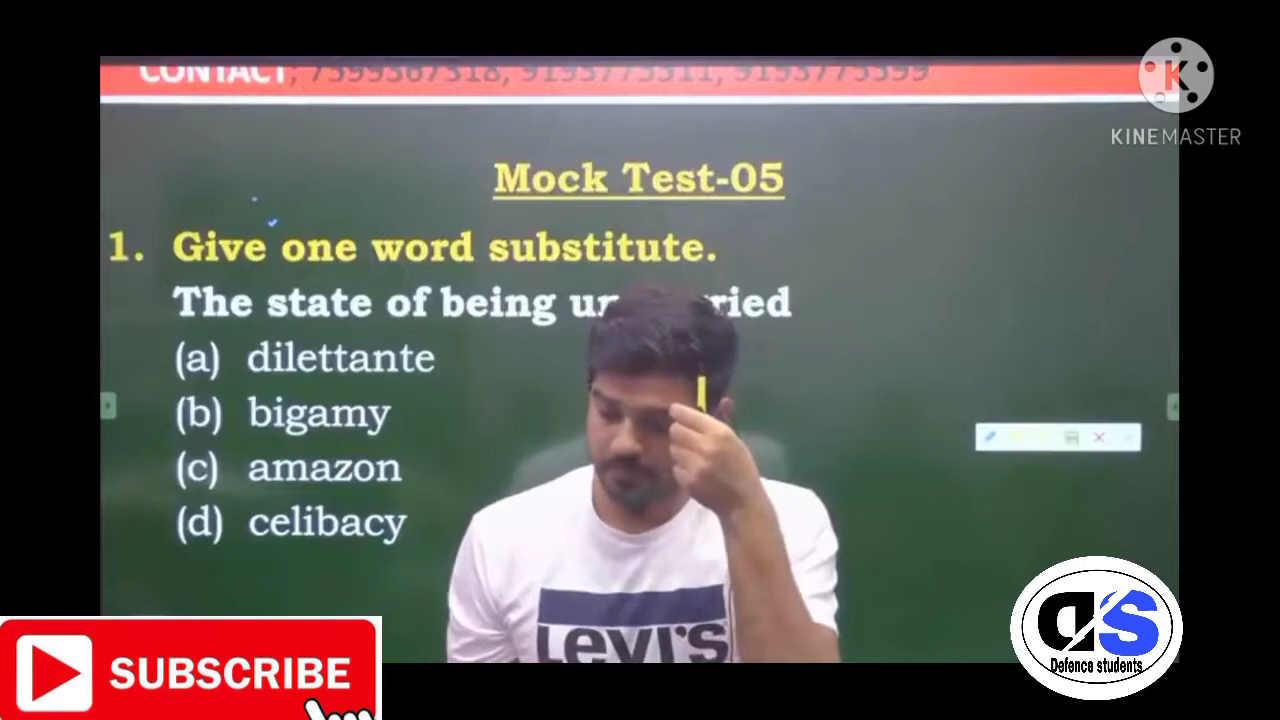 CONTACT
KINEMASTER
Mock Test-05
1. Give one word substitute.
The state of being
(a) dilettante
(b) bigamy
(c) amazon
(d) celibacy
Levi's
SUBSCRIBE
Defence students